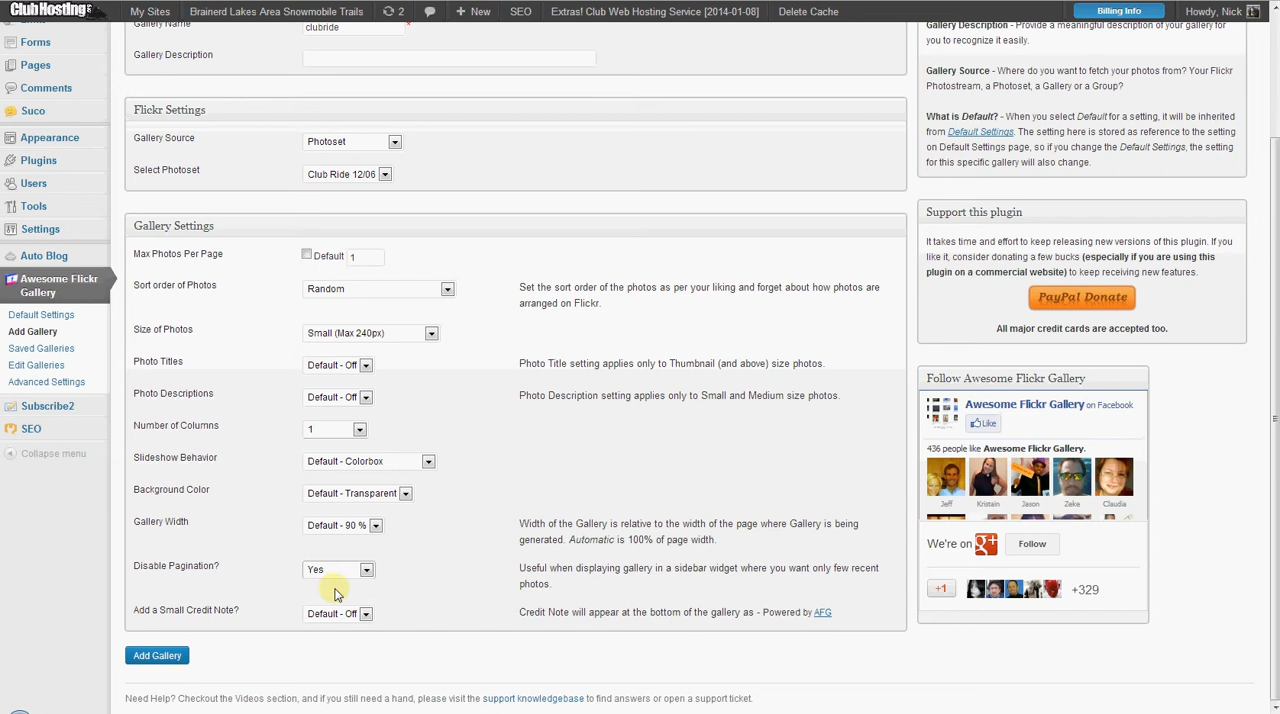 ClubHosting
My Sites
Brainerd Lakes Area Snowmobile Trails
2
New
SEO
Extras! Club Web Hosting Service [2014-01-08]
Delete Cache
Billing Info
Howdy, Nick
Forms
Pages
Comments
Suco
Appearance
Plugins
Users
Tools
Settings
Auto Blog
Awesome Flickr
Gallery
Default Settings
Add Gallery
Saved Galleries
Edit Galleries
Advanced Settings
Subscribe2
SEO
Collapse menu
Gallery Name
clubride
*
Gallery Description
Flickr Settings
Gallery Source
Photoset
Select Photoset
Club Ride 12/06
Gallery Settings
Max Photos Per Page
Default
1
Sort order of Photos
Random
Set the sort order of the photos as per your liking and forget about how photos are
arranged on Flickr.
Size of Photos
Small (Max 240px)
Photo Titles
Default - Off
Photo Title setting applies only to Thumbnail (and above) size photos.
Photo Descriptions
Default - Off
Photo Description setting applies only to Small and Medium size photos.
Number of Columns
1
Slideshow Behavior
Default - Colorbox
Background Color
Default - Transparent
Gallery Width
Default - 90 %
Width of the Gallery is relative to the width of the page where Gallery is being
generated. Automatic is 100% of page width.
Disable Pagination?
Yes
Useful when displaying gallery in a sidebar widget where you want only few recent
photos.
Add a Small Credit Note?
Default - Off
Credit Note will appear at the bottom of the gallery as - Powered by AFG
Add Gallery
Need Help? Checkout the Videos section, and if you still need a hand, please visit the support knowledgebase to find answers or open a support ticket.
Gallery Description - Provide a meaningful description of your gallery for
you to recognize it easily.
Gallery Source - Where do you want to fetch your photos from? Your Flickr
Photostream, a Photoset, a Gallery or a Group?
What is Default? - When you select Default for a setting, it will be inherited
from Default Settings. The setting here is stored as reference to the setting
on Default Settings page, so if you change the Default Settings, the setting
for this specific gallery will also change.
Support this plugin
It takes time and effort to keep releasing new versions of this plugin. If you
like it, consider donating a few bucks (especially if you are using this
plugin on a commercial website) to keep receiving new features.
PayPal Donate
All major credit cards are accepted too.
Follow Awesome Flickr Gallery
Awesome Flickr Gallery on Facebook
Like
436 people like Awesome Flickr Gallery.
Jeff
Kristain
Jason
Zeke
Claudia
We're on
g+
Follow
+1
+329